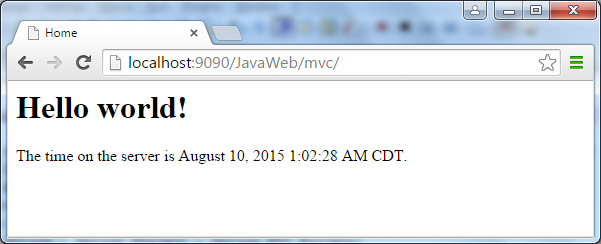 Home
localhost:9090/JavaWeb/mvc/
Hello world!
The time on the server is August 10, 2015 1:02:28 AM CDT.